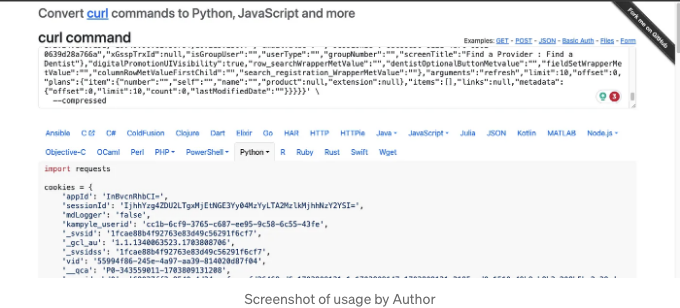 Convert curl commands to Python, JavaScript and more
Fork me on GitHub
curl command
Examples: GET - POST - JSON - Basic Auth - Files - Form
0639d28a766a","xGsspTrxId":null,"isGroupUser":"","userType":"","groupNumber":"","screenTitle":"Find a Provider : Find a
Dentist"},"digitalPromotionUIVisibility":true,"row_searchWrapperMetValue":"","dentistOptionalButtonMetvalue":"","fieldSetWrapperMe
tValue":"","columnRowMetValueFirstChild":"","search_registration_WrapperMetValue":""},"arguments":"refresh","limit":10,"offset":0,
"plans":{"item":{"number":"","self":"","name":"","product":null,"extension":null},"items":[],"links":null,"metadata":
{"offset":0,"limit":10,"count":0,"lastModifiedDate":""}}}}}' \
--compressed
3
Ansible C C# ColdFusion Clojure Dart Elixir Go HAR HTTP HTTPie Java JavaScript Julia JSON Kotlin MATLAB Node.js
Objective-C OCaml Perl PHP PowerShell Python R Ruby Rust Swift Wget
import requests
cookies = {
'appId': 'InBvcnRhbCI=',
'sessionId': 'IjhhYzg4ZDU2LTgxMjEtNGE3Yy04MzYyLTA2MzlkMjhhNzY2YSI=',
'mdLogger': 'false',
'kampyle_userid': 'cc1b-6cf9-3765-c687-ee95-9c58-6c55-43fe',
'_svsid': '1fcae88b4f92763e83d49c56291f6cf7',
'_gcl_au': '1.1.1340063523.1703808706',
'_svsidss': '1fcae88b4f92763e83d49c56291f6cf7',
'vid': '55994f86-245e-4a97-aa39-814020d87f04',
'__qca': 'P0-343559011-1703809131208',
Screenshot of usage by Author